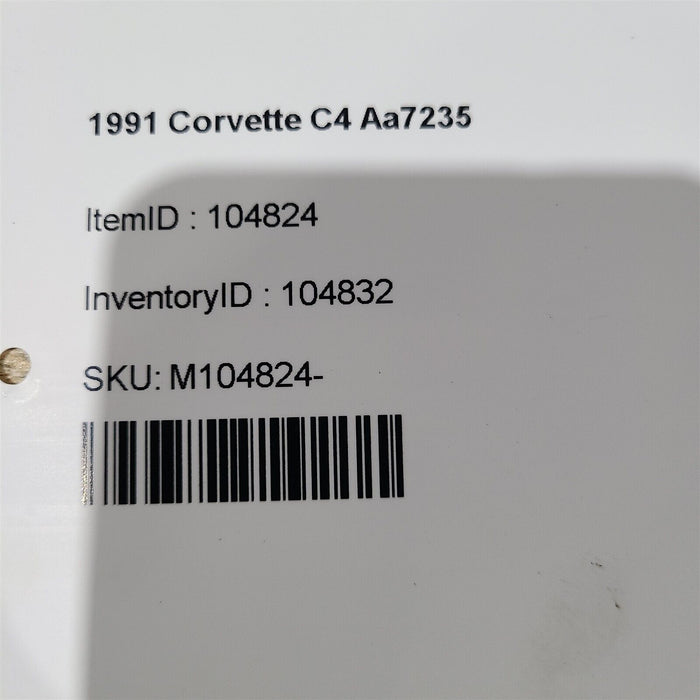 1991 Corvette C4 Aa7235
ItemID : 104824
InventoryID : 104832
SKU: M104824-